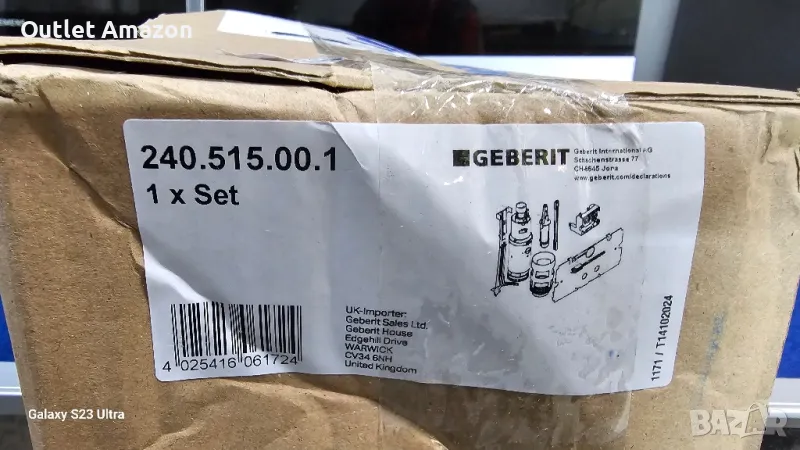 Outlet Amazon
240.515.00.1
1 x Set
GEBERIT
Geberit International AG
Schachenstrasse 77
CH-8645 Jona
www.geberit.com/declarations
UK-Importer:
Geberit Sales Ltd.
Geberit House
Edgehill Drive
WARWICK
CV34 6NH
United Kingdom
4 025416 061724
1171 / T14102024
Galaxy S23 Ultra
BAZAR